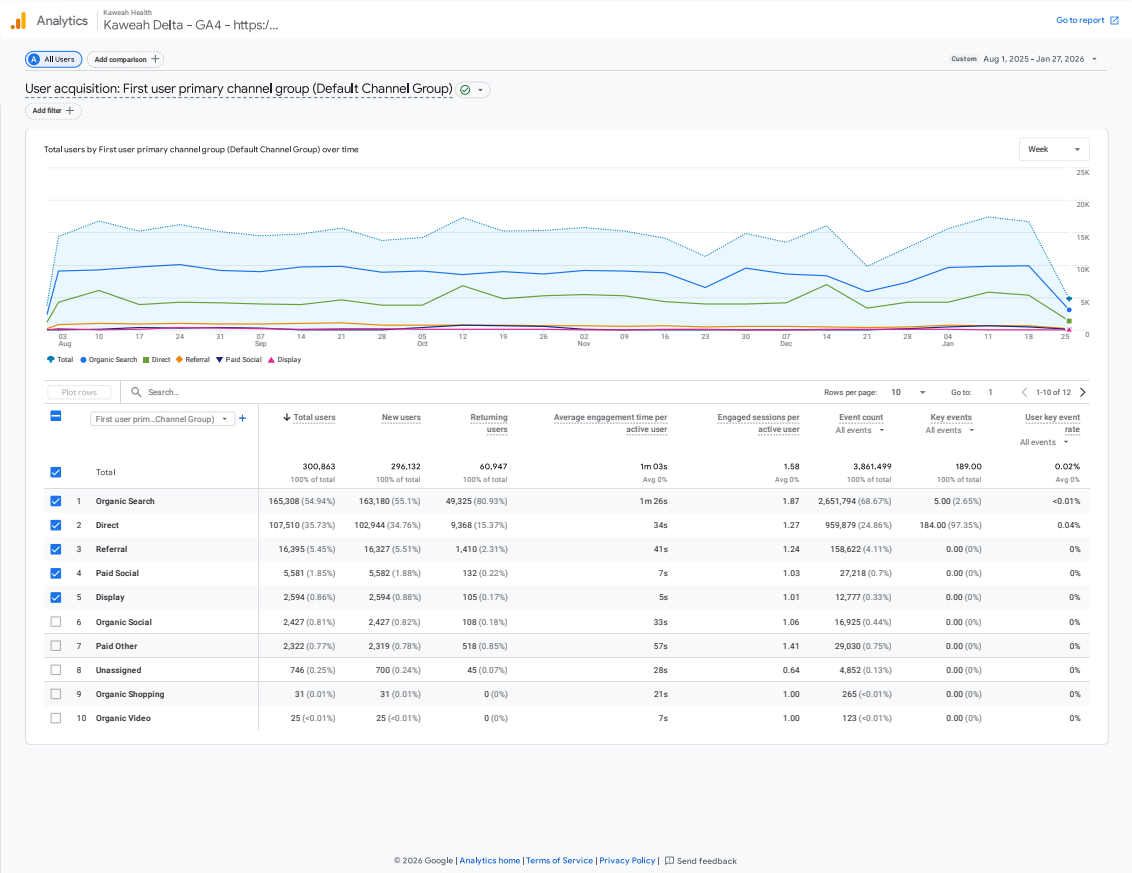 Analytics
Kaweah Health
Kaweah Delta – GA4 – https:/...
Go to report
A All Users
Add comparison
Custom Aug 1, 2025 - Jan 27, 2026
User acquisition: First user primary channel group (Default Channel Group)
Add filter
Total users by First user primary channel group (Default Channel Group) over time
Week
25K
20K
15K
10K
5K
0
03 10 17 24 31 07 14 21 28 05 12 19 26 02 09 16 23 30 07 14 21 28 04 11 18 25
Aug Sep Oct Nov Dec Jan
Total Organic Search Direct Referral Paid Social Display
Plot rows
Search...
Rows per page: 10 Go to: 1 1-10 of 12
First user prim...Channel Group)
Total users
New users
Returning
users
Average engagement time per
active user
Engaged sessions per
active user
Event count
All events
Key events
All events
User key event
rate
All events
Total 300,863 296,132 60,947 1m 03s 1.58 3,861,499 189.00 0.02%
100% of total 100% of total 100% of total Avg 0% Avg 0% 100% of total 100% of total Avg 0%
1 Organic Search 165,308 (54.94%) 163,180 (55.1%) 49,325 (80.93%) 1m 26s 1.87 2,651,794 (68.67%) 5.00 (2.65%) <0.01%
2 Direct 107,510 (35.73%) 102,944 (34.76%) 9,368 (15.37%) 34s 1.27 959,879 (24.86%) 184.00 (97.35%) 0.04%
3 Referral 16,395 (5.45%) 16,327 (5.51%) 1,410 (2.31%) 41s 1.24 158,622 (4.11%) 0.00 (0%) 0%
4 Paid Social 5,581 (1.85%) 5,582 (1.88%) 132 (0.22%) 7s 1.03 27,218 (0.7%) 0.00 (0%) 0%
5 Display 2,594 (0.86%) 2,594 (0.88%) 105 (0.17%) 5s 1.01 12,777 (0.33%) 0.00 (0%) 0%
6 Organic Social 2,427 (0.81%) 2,427 (0.82%) 108 (0.18%) 33s 1.06 16,925 (0.44%) 0.00 (0%) 0%
7 Paid Other 2,322 (0.77%) 2,319 (0.78%) 518 (0.85%) 57s 1.41 29,030 (0.75%) 0.00 (0%) 0%
8 Unassigned 746 (0.25%) 700 (0.24%) 45 (0.07%) 28s 0.64 4,852 (0.13%) 0.00 (0%) 0%
9 Organic Shopping 31 (0.01%) 31 (0.01%) 0 (0%) 21s 1.00 265 (<0.01%) 0.00 (0%) 0%
10 Organic Video 25 (<0.01%) 25 (<0.01%) 0 (0%) 7s 1.00 123 (<0.01%) 0.00 (0%) 0%
© 2026 Google | Analytics home | Terms of Service | Privacy Policy | Send feedback